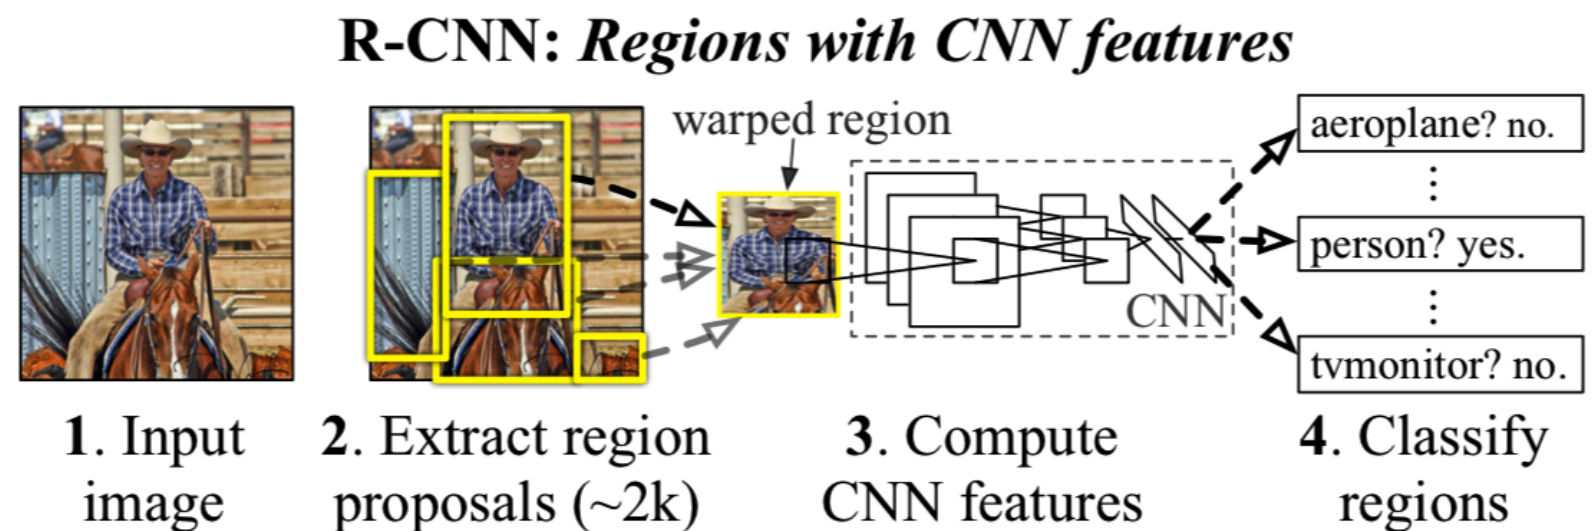 R-CNN: Regions with CNN features
warped region
aeroplane? no.
person? yes.
tvmonitor? no.
CNN
1. Input
image
2. Extract region
proposals (~2k)
3. Compute
CNN features
4. Classify
regions